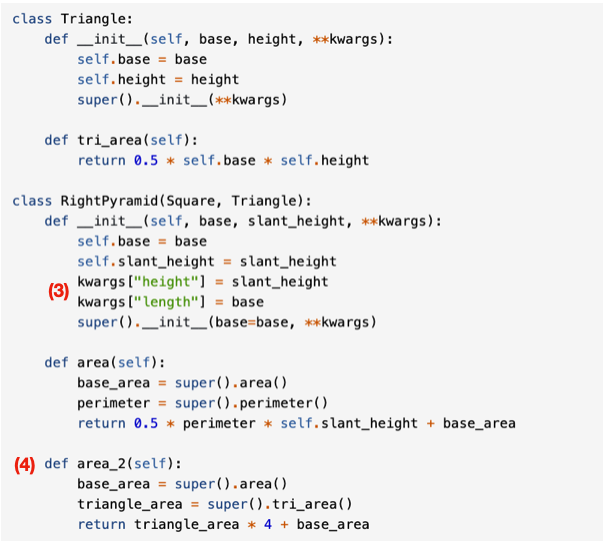 class Triangle:
    def __init__(self, base, height, **kwargs):
        self.base = base
        self.height = height
        super().__init__(**kwargs)

    def tri_area(self):
        return 0.5 * self.base * self.height

class RightPyramid(Square, Triangle):
    def __init__(self, base, slant_height, **kwargs):
        self.base = base
        self.slant_height = slant_height
(3)     kwargs["height"] = slant_height
        kwargs["length"] = base
        super().__init__(base=base, **kwargs)

    def area(self):
        base_area = super().area()
        perimeter = super().perimeter()
        return 0.5 * perimeter * self.slant_height + base_area

(4) def area_2(self):
        base_area = super().area()
        triangle_area = super().tri_area()
        return triangle_area * 4 + base_area